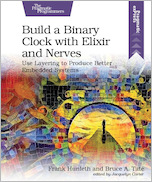 The Pragmatic
Programmers
Build a Binary
Clock with Elixir
and Nerves
Use Layering to Produce Better
Embedded Systems
Frank Hunleth and Bruce A. Tate
edited by Jacquelyn Carter